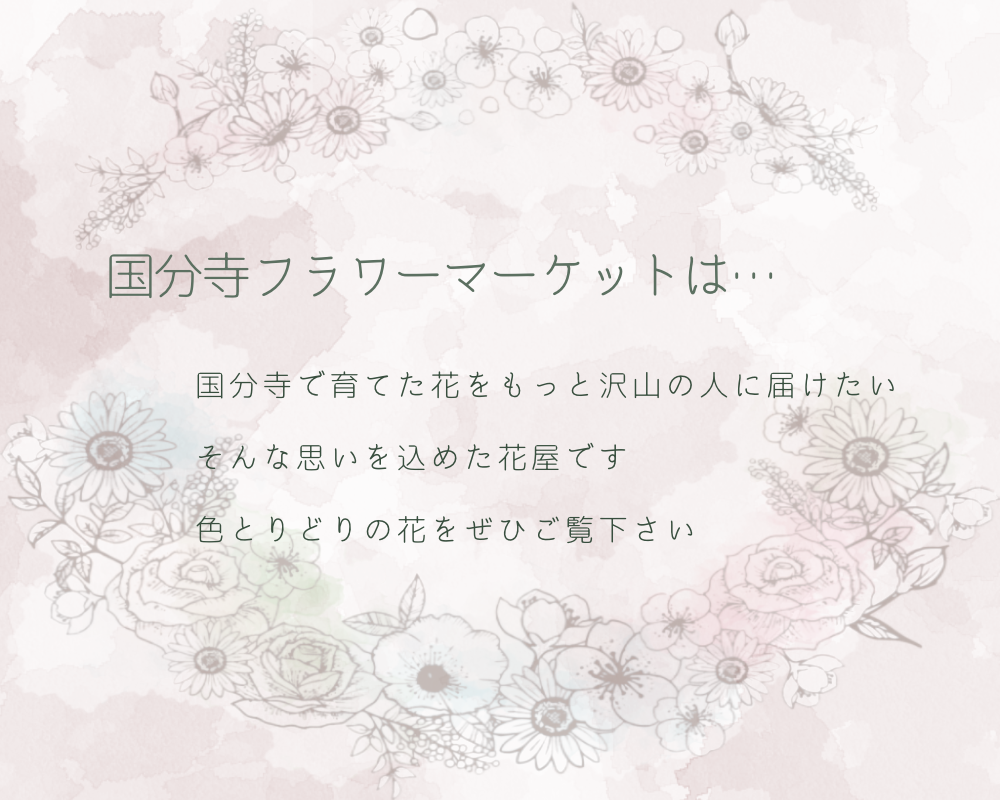 国分寺フラワーマーケットは…
国分寺で育てた花をもっと沢山の人に届けたい
そんな思いを込めた花屋です
色とりどりの花をぜひご覧下さい